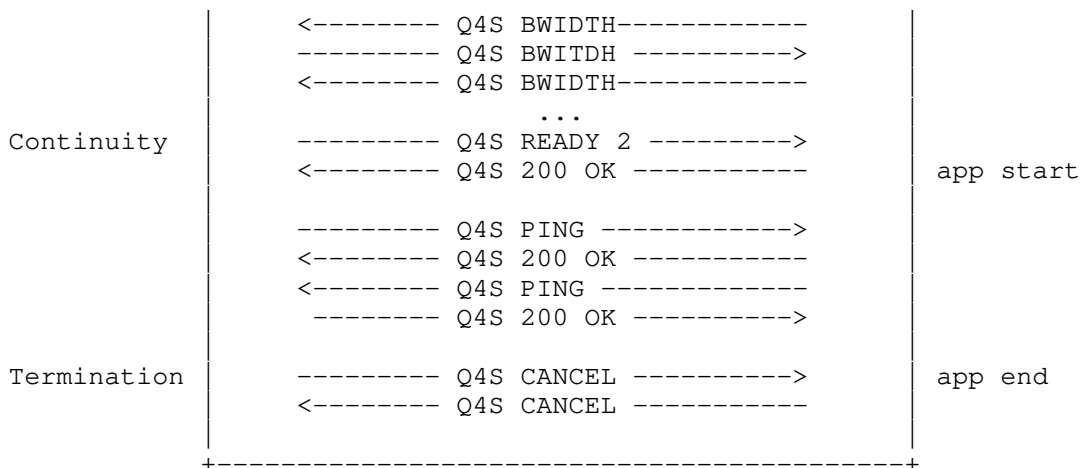 <-------- Q4S BWIDTH------------
--------- Q4S BWITDH ---------->
<-------- Q4S BWIDTH------------
...
Continuity --------- Q4S READY 2 --------->
<-------- Q4S 200 OK ----------- app start
--------- Q4S PING ------------>
<-------- Q4S 200 OK -----------
<-------- Q4S PING -------------
-------- Q4S 200 OK ----------->
Termination --------- Q4S CANCEL ----------> app end
<-------- Q4S CANCEL -----------